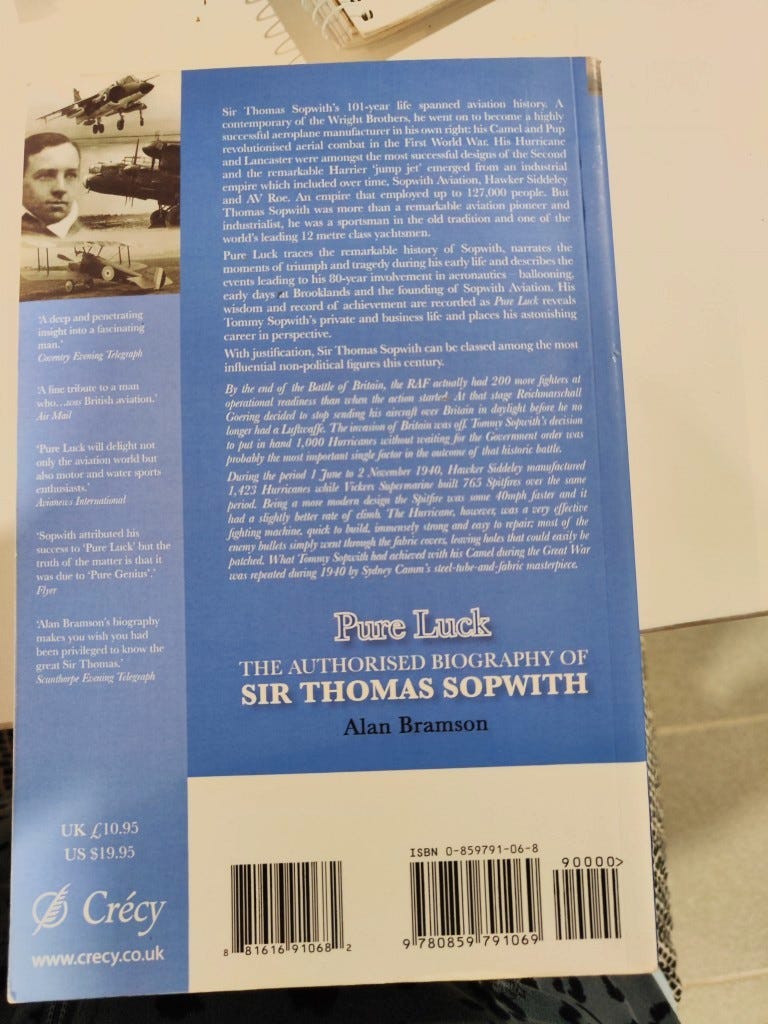 Sir Thomas Sopwith's 101-year life spanned aviation history. A
contemporary of the Wright Brothers, he went on to become a highly
successful aeroplane manufacturer in his own right: his Camel and Pup
revolutionised aerial combat in the First World War. His Hurricane
and Lancaster were amongst the most successful designs of the Second
and the remarkable Harrier 'jump jet' emerged from an industrial
empire which included over time, Sopwith Aviation, Hawker Siddeley
and AV Roe. An empire that employed up to 127,000 people. But
Thomas Sopwith was more than a remarkable aviation pioneer and
industrialist, he was a sportsman in the old tradition and one of the
world's leading 12 metre class yachtsmen.
Pure Luck traces the remarkable history of Sopwith, narrates the
moments of triumph and tragedy during his early life and describes the
events leading to his 80-year involvement in aeronautics – ballooning,
early days at Brooklands and the founding of Sopwith Aviation. His
wisdom and record of achievement are recorded as Pure Luck reveals
Tommy Sopwith's private and business life and places his astonishing
career in perspective.
With justification, Sir Thomas Sopwith can be classed among the most
influential non-political figures this century.
By the end of the Battle of Britain, the RAF actually had 200 more fighters at
operational readiness than when the action started. At that stage Reichmarschall
Goering decided to stop sending his aircraft over Britain in daylight before he no
longer had a Luftwaffe. The invasion of Britain was off. Tommy Sopwith's decision
to put in hand 1,000 Hurricanes without waiting for the Government order was
probably the most important single factor in the outcome of that historic battle.
During the period 1 June to 2 November 1940, Hawker Siddeley manufactured
1,423 Hurricanes while Vickers Supermarine built 765 Spitfires over the same
period. Being a more modern design the Spitfire was some 40mph faster and it
had a slightly better rate of climb. The Hurricane, however, was a very effective
fighting machine, quick to build, immensely strong and easy to repair; most of the
enemy bullets simply went through the fabric covers, leaving holes that could easily be
patched. What Tommy Sopwith had achieved with his Camel during the Great War
was repeated during 1940 by Sydney Camm's steel-tube-and-fabric masterpiece.
Pure Luck
THE AUTHORISED BIOGRAPHY OF
SIR THOMAS SOPWITH
Alan Bramson
'A deep and penetrating
insight into a fascinating
man.'
Coventry Evening Telegraph
'A fine tribute to a man
who...was British aviation.'
Air Mail
'Pure Luck will delight not
only the aviation world but
also motor and water sports
enthusiasts.'
Avianews International
'Sopwith attributed his
success to 'Pure Luck' but the
truth of the matter is that it
was due to 'Pure Genius'.'
Flyer
'Alan Bramson's biography
makes you wish you had
been privileged to know the
great Sir Thomas.'
Scunthorpe Evening Telegraph
UK £10.95
US $19.95
Crécy
www.crecy.co.uk
8 81616 91068 2
ISBN 0-859791-06-8
90000>
9 780859 791069